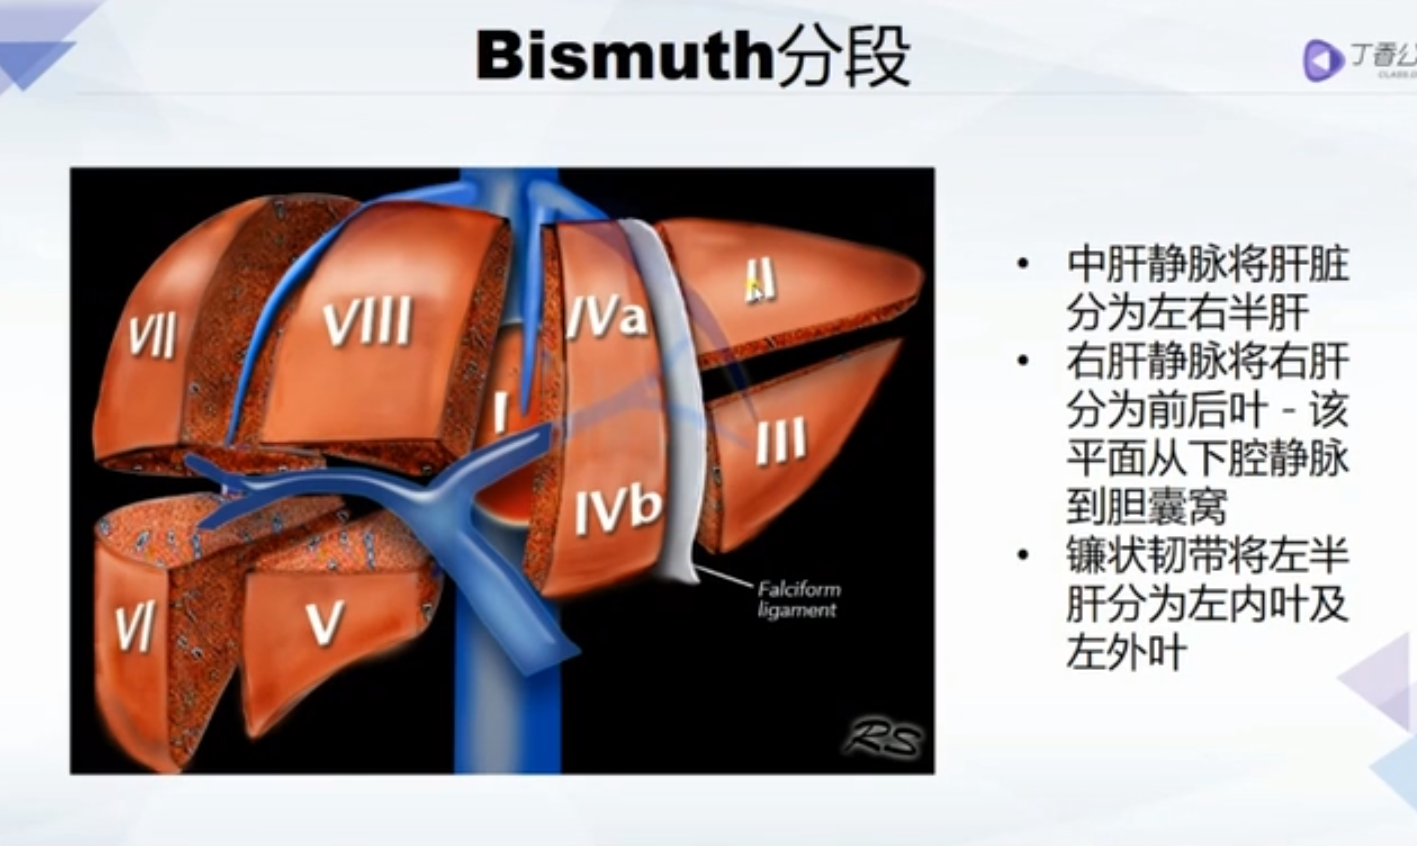 Bismuth分段
丁香公
CLASS.D
VII
VIII
I
IVa
II
III
IVb
VI
V
Falciform
ligament
RS
• 中肝静脉将肝脏
分为左右半肝
• 右肝静脉将右肝
分为前后叶 - 该
平面从下腔静脉
到胆囊窝
• 镰状韧带将左半
肝分为左内叶及
左外叶